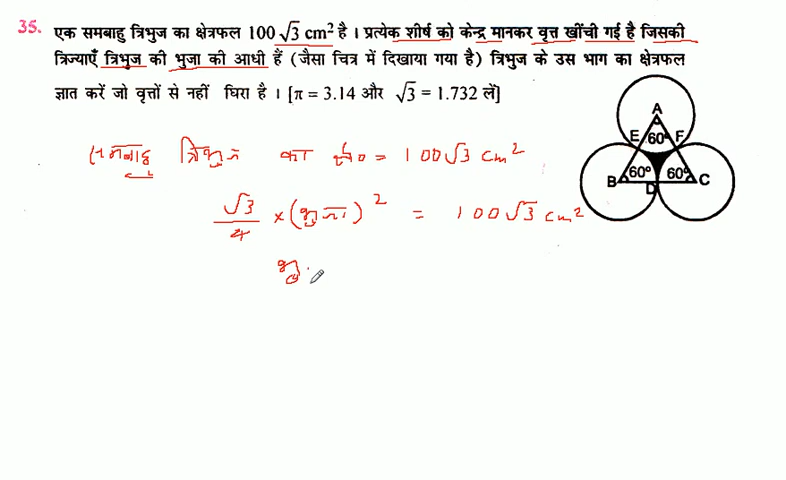 35. एक समबाहु त्रिभुज का क्षेत्रफल 100 √3 cm² है । प्रत्येक शीर्ष को केन्द्र मानकर वृत्त खींची गई है जिसकी
त्रिज्याएँ त्रिभुज की भुजा की आधी हैं (जैसा चित्र में दिखाया गया है) त्रिभुज के उस भाग का क्षेत्रफल
ज्ञात करें जो वृत्तों से नहीं घिरा है । [π = 3.14 और √3 = 1.732 लें]
A
E 60° F
B 60° D 60° C
समबाहु त्रिभुज का क्षे० = 100√3 cm²
√3/4 × (भुजा)² = 100√3 cm²
भु